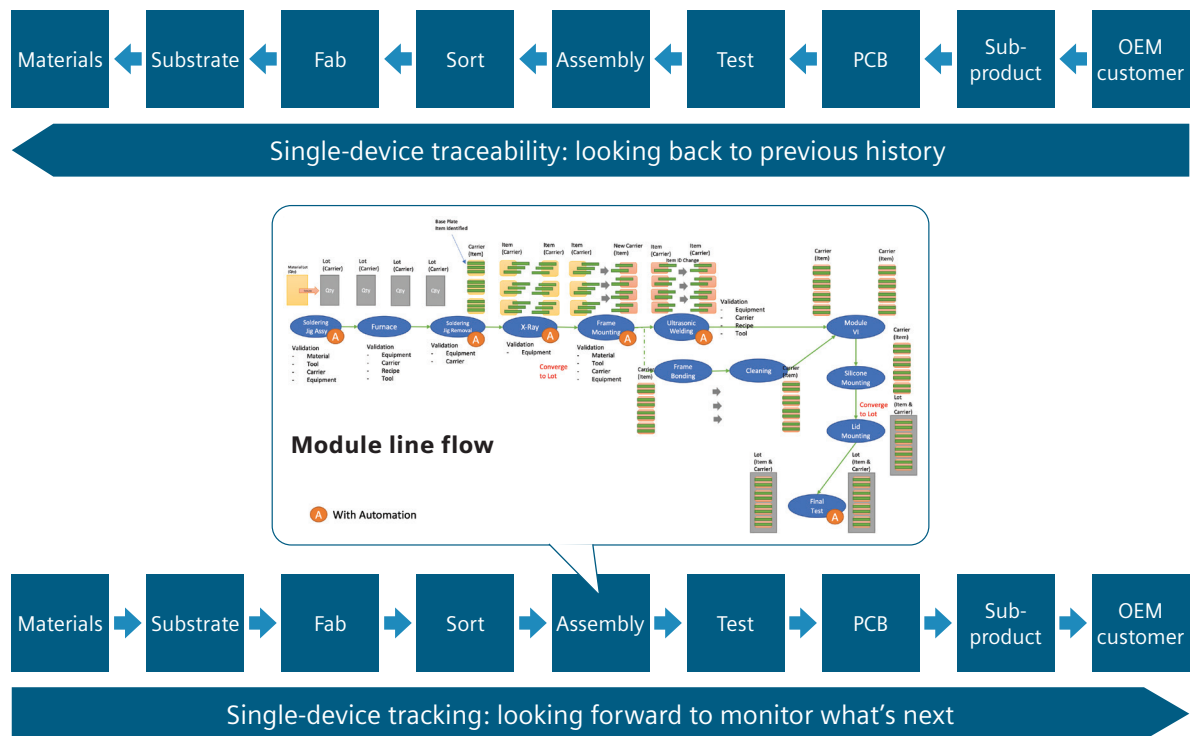 Materials
Substrate
Fab
Sort
Assembly
Test
PCB
Sub-
product
OEM
customer
Single-device traceability: looking back to previous history
Base Plate
Item Identified
Lot
(Carrier)
Lot
(Carrier)
Lot
(Carrier)
Lot
(Carrier)
Carrier
(Item)
Item
(Carrier)
Item
(Carrier)
Item
(Carrier)
New Carrier
(Item)
Item
(Carrier)
Item
(Carrier)
Item ID Change
Carrier
(Item)
Carrier
(Item)
Qty
Qty
Qty
Qty
Soldering
Jig Assy
A
Furnace
Soldering
Jig Removal
A
X-Ray
A
Frame
Mounting
A
Ultrasonic
Welding
A
Module
VI
Validation
- Material
- Tool
- Carrier
- Equipment
Validation
- Equipment
- Carrier
- Recipe
- Tool
Validation
- Equipment
- Carrier
Validation
- Equipment
Converge
to Lot
Validation
- Material
- Tool
- Carrier
- Equipment
Validation
- Equipment
- Carrier
- Recipe
- Tool
Carrier
(Item)
Frame
Bonding
Cleaning
Carrier
(Item)
Silicone
Mounting
Carrier
(Item)
Converge
to Lot
Lot
(Item &
Carrier)
Lid
Mounting
Lot
(Item &
Carrier)
Final
Test
A
Lot
(Item &
Carrier)
Module line flow
A With Automation
Materials
Substrate
Fab
Sort
Assembly
Test
PCB
Sub-
product
OEM
customer
Single-device tracking: looking forward to monitor what's next